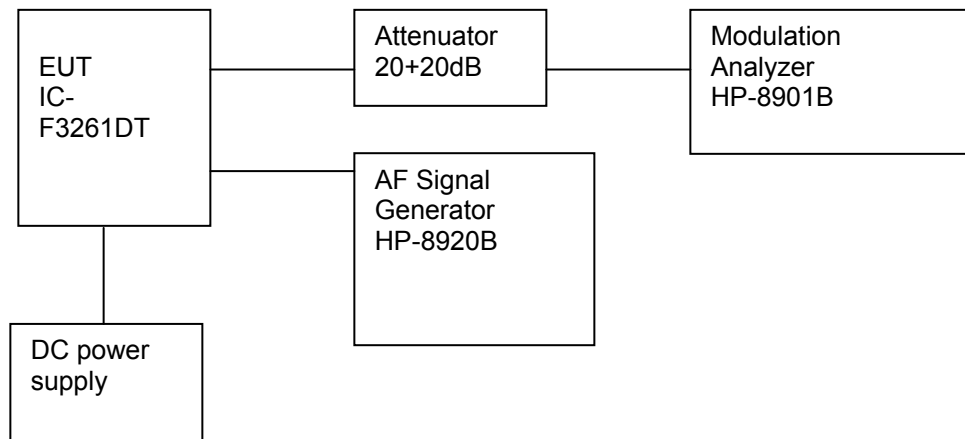 EUT
IC-
F3261DT
Attenuator
20+20dB
Modulation
Analyzer
HP-8901B
AF Signal
Generator
HP-8920B
DC power
supply